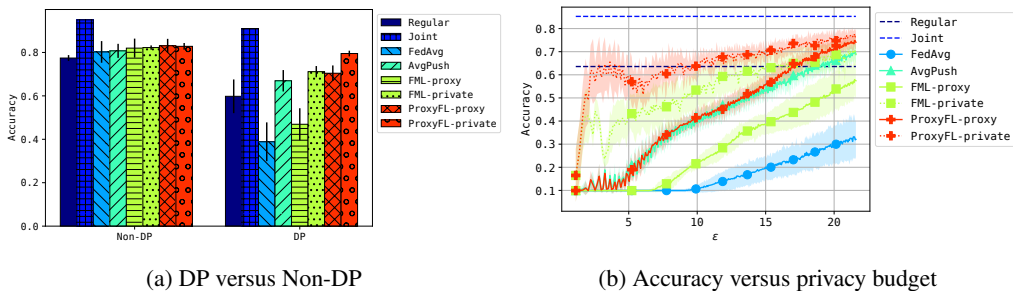 Accuracy
0.8
0.6
0.4
0.2
0.0
Non-DP
DP
Regular
Joint
FedAvg
AvgPush
FML-proxy
FML-private
ProxyFL-proxy
ProxyFL-private
(a) DP versus Non-DP
Accuracy
0.8
0.7
0.6
0.5
0.4
0.3
0.2
0.1
5
10
15
20
ε
Regular
Joint
FedAvg
AvgPush
FML-proxy
FML-private
ProxyFL-proxy
ProxyFL-private
(b) Accuracy versus privacy budget